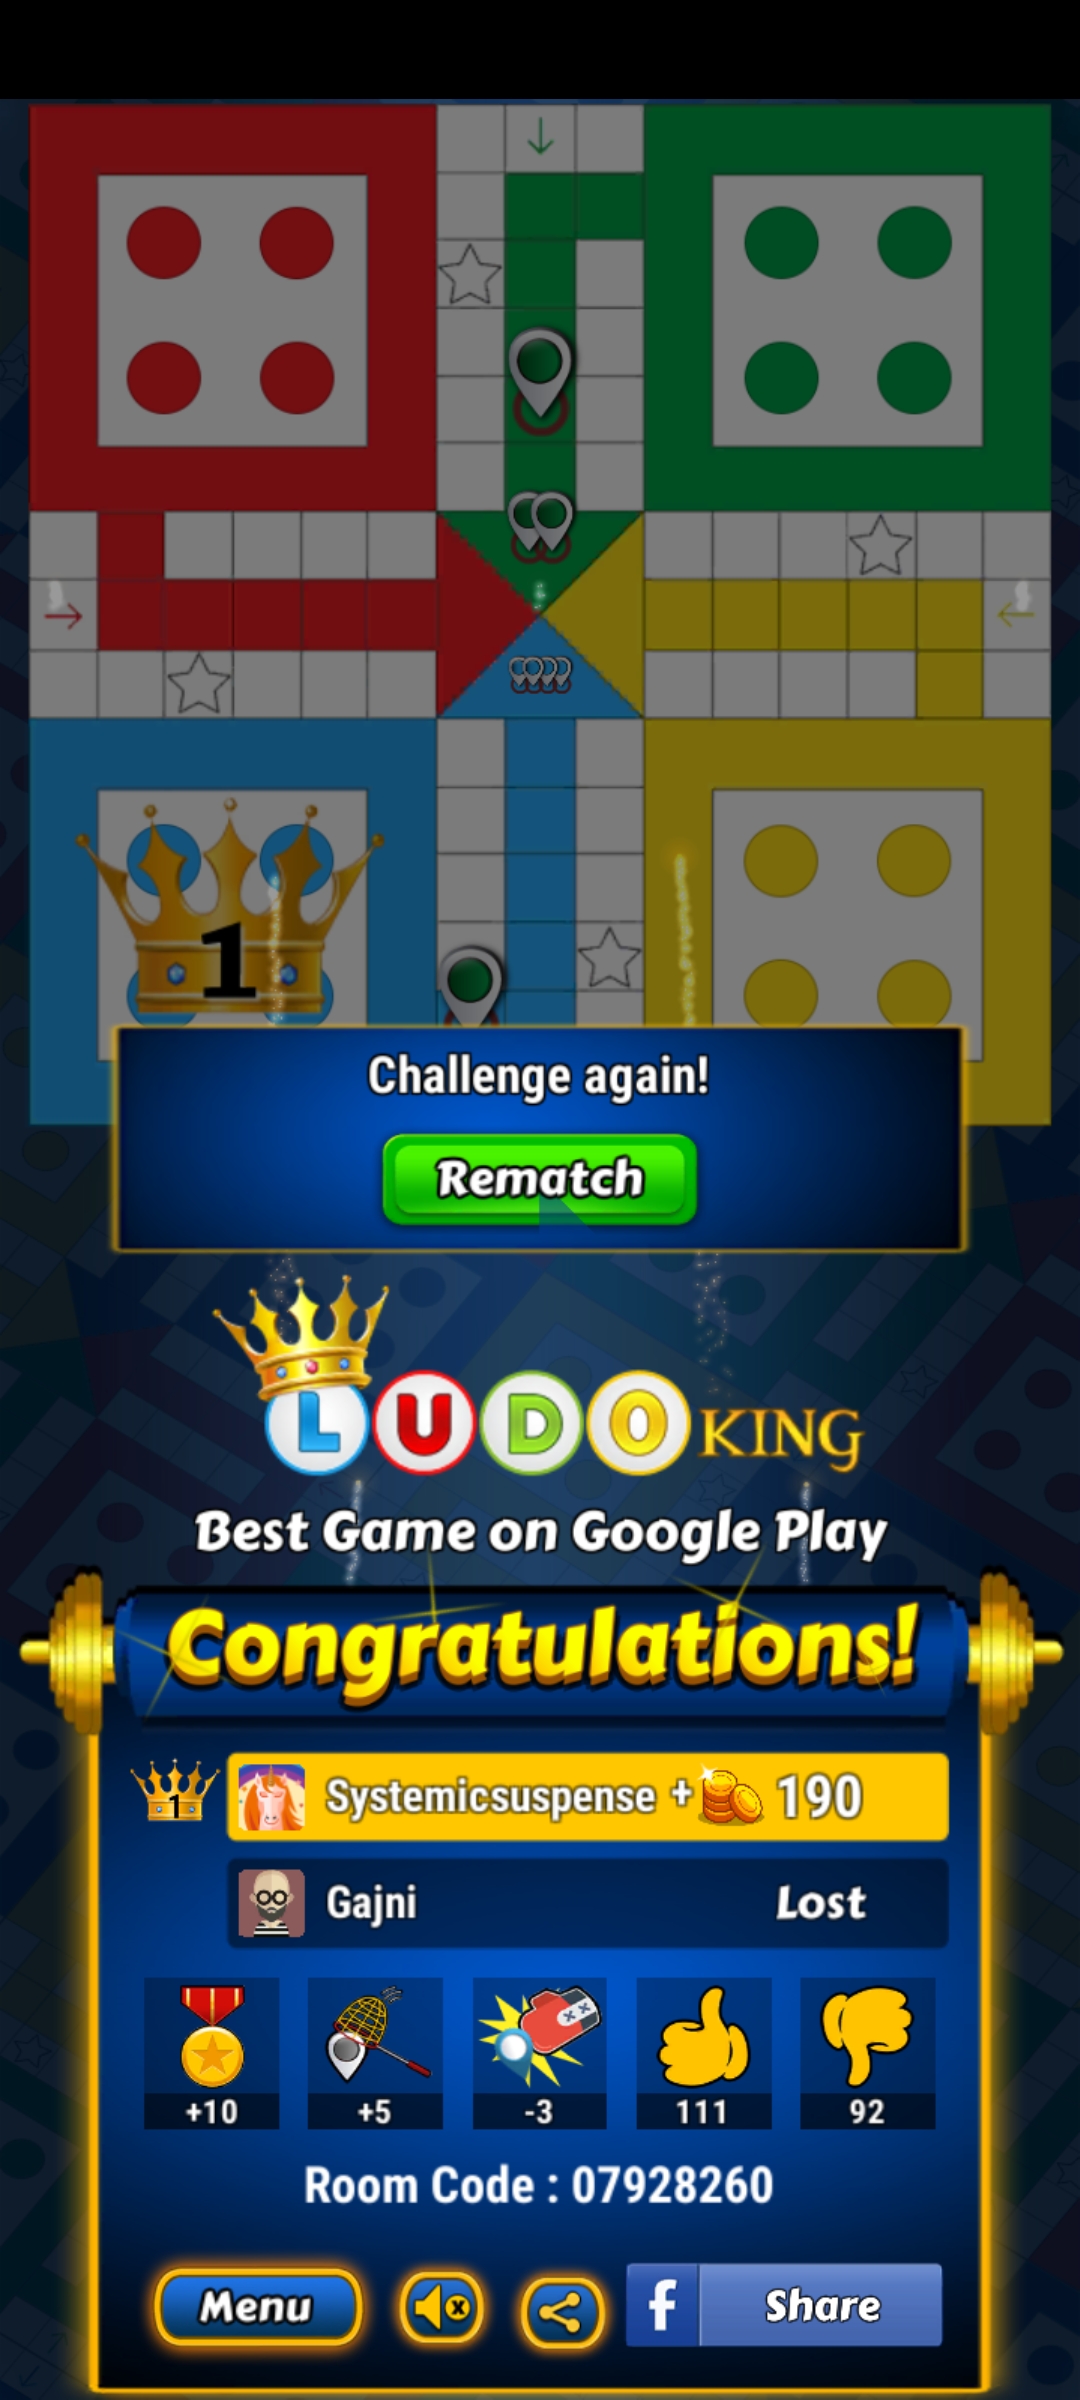 1
Challenge again!
Rematch
LUDO KING
Best Game on Google Play
Congratulations!
1 Systemicsuspense + 190
Gajni Lost
+10 +5 -3 111 92
Room Code : 07928260
Menu f Share